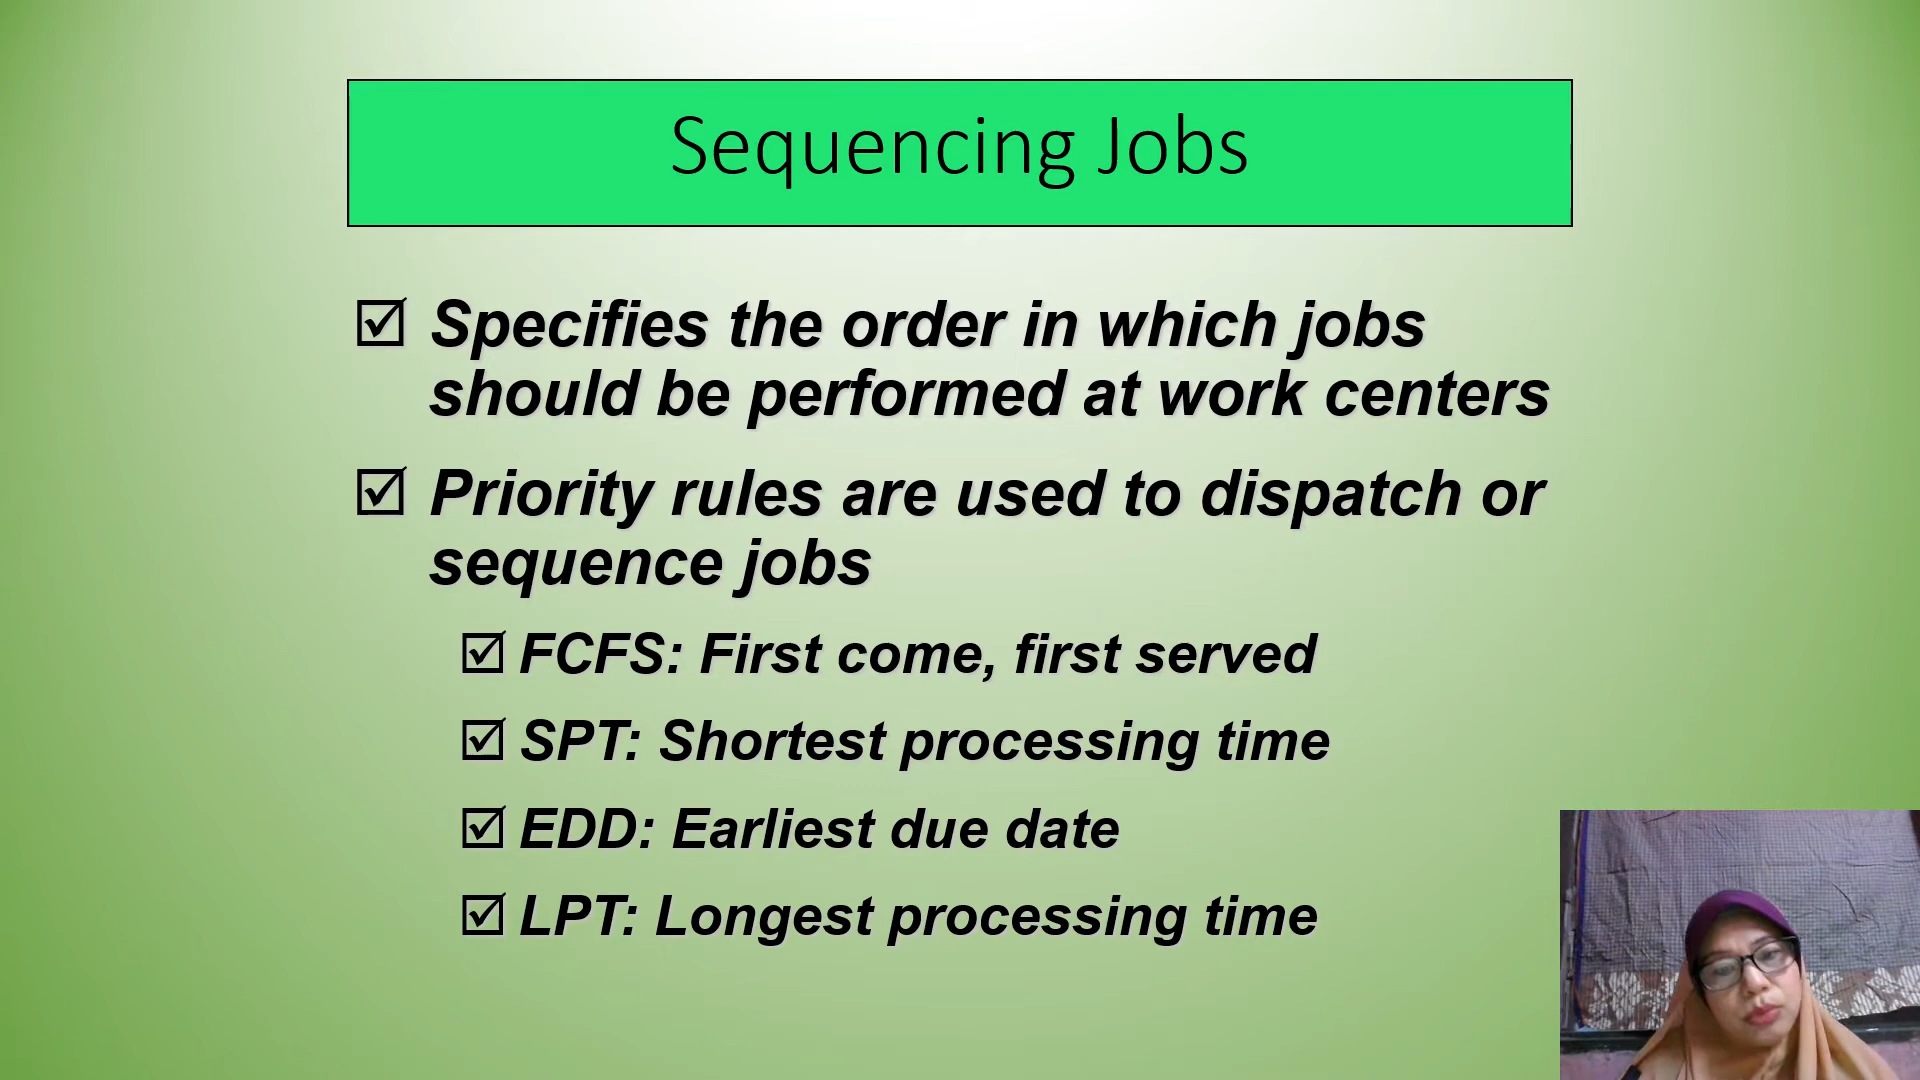 Sequencing Jobs
Specifies the order in which jobs
should be performed at work centers
Priority rules are used to dispatch or
sequence jobs
FCFS: First come, first served
SPT: Shortest processing time
EDD: Earliest due date
LPT: Longest processing time